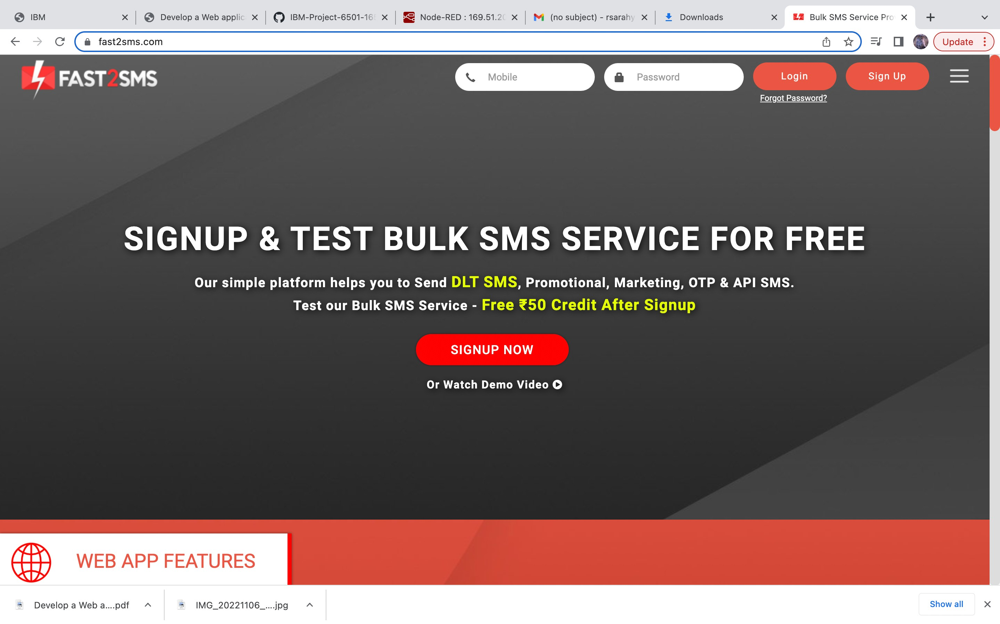 IBM
Develop a Web applic
IBM-Project-6501-165
Node-RED : 169.51.20
(no subject) - rsarahy
Downloads
Bulk SMS Service Pro
fast2sms.com
Update
FAST2SMS
Mobile
Password
Login
Sign Up
Forgot Password?
SIGNUP & TEST BULK SMS SERVICE FOR FREE
Our simple platform helps you to Send DLT SMS, Promotional, Marketing, OTP & API SMS.
Test our Bulk SMS Service - Free ₹50 Credit After Signup
SIGNUP NOW
Or Watch Demo Video
WEB APP FEATURES
Develop a Web a....pdf
IMG_20221106_....jpg
Show all